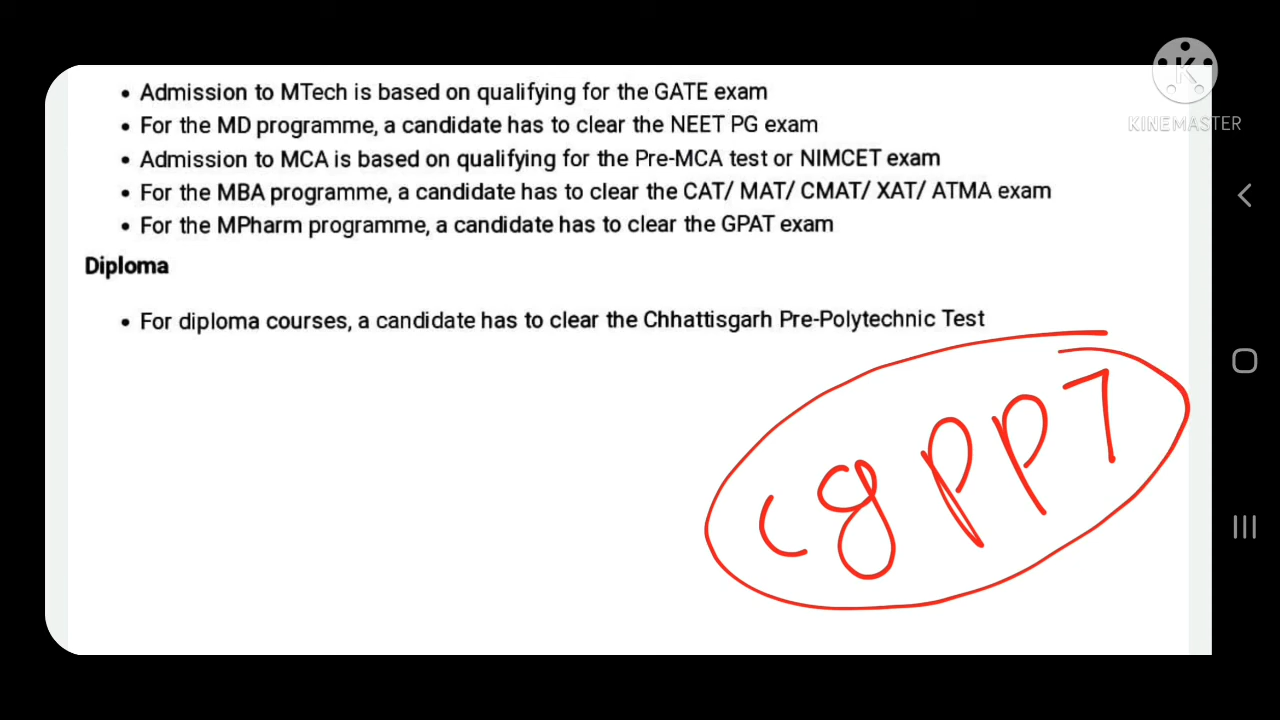 • Admission to MTech is based on qualifying for the GATE exam
• For the MD programme, a candidate has to clear the NEET PG exam
• Admission to MCA is based on qualifying for the Pre-MCA test or NIMCET exam
• For the MBA programme, a candidate has to clear the CAT/ MAT/ CMAT/ XAT/ ATMA exam
• For the MPharm programme, a candidate has to clear the GPAT exam
Diploma
• For diploma courses, a candidate has to clear the Chhattisgarh Pre-Polytechnic Test
cgPPT
K
KINEMASTER